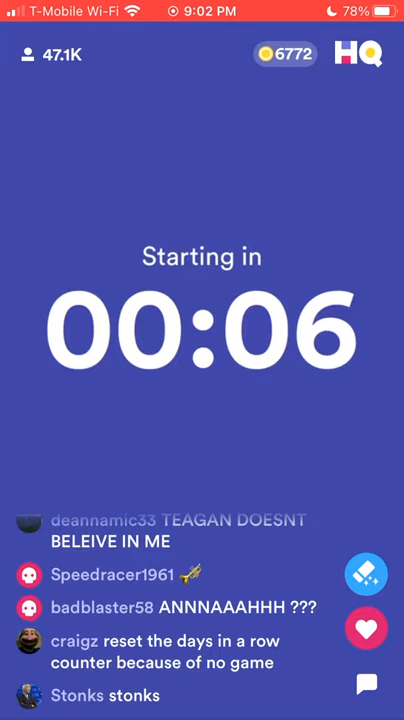 T-Mobile Wi-Fi 9:02 PM 78%
47.1K 6772 HQ
Starting in
00:06
deannamic33 TEAGAN DOESNT
BELEIVE IN ME
Speedracer1961 🎺
badblaster58 ANNNAAAHHH ???
craigz reset the days in a row
counter because of no game
Stonks stonks